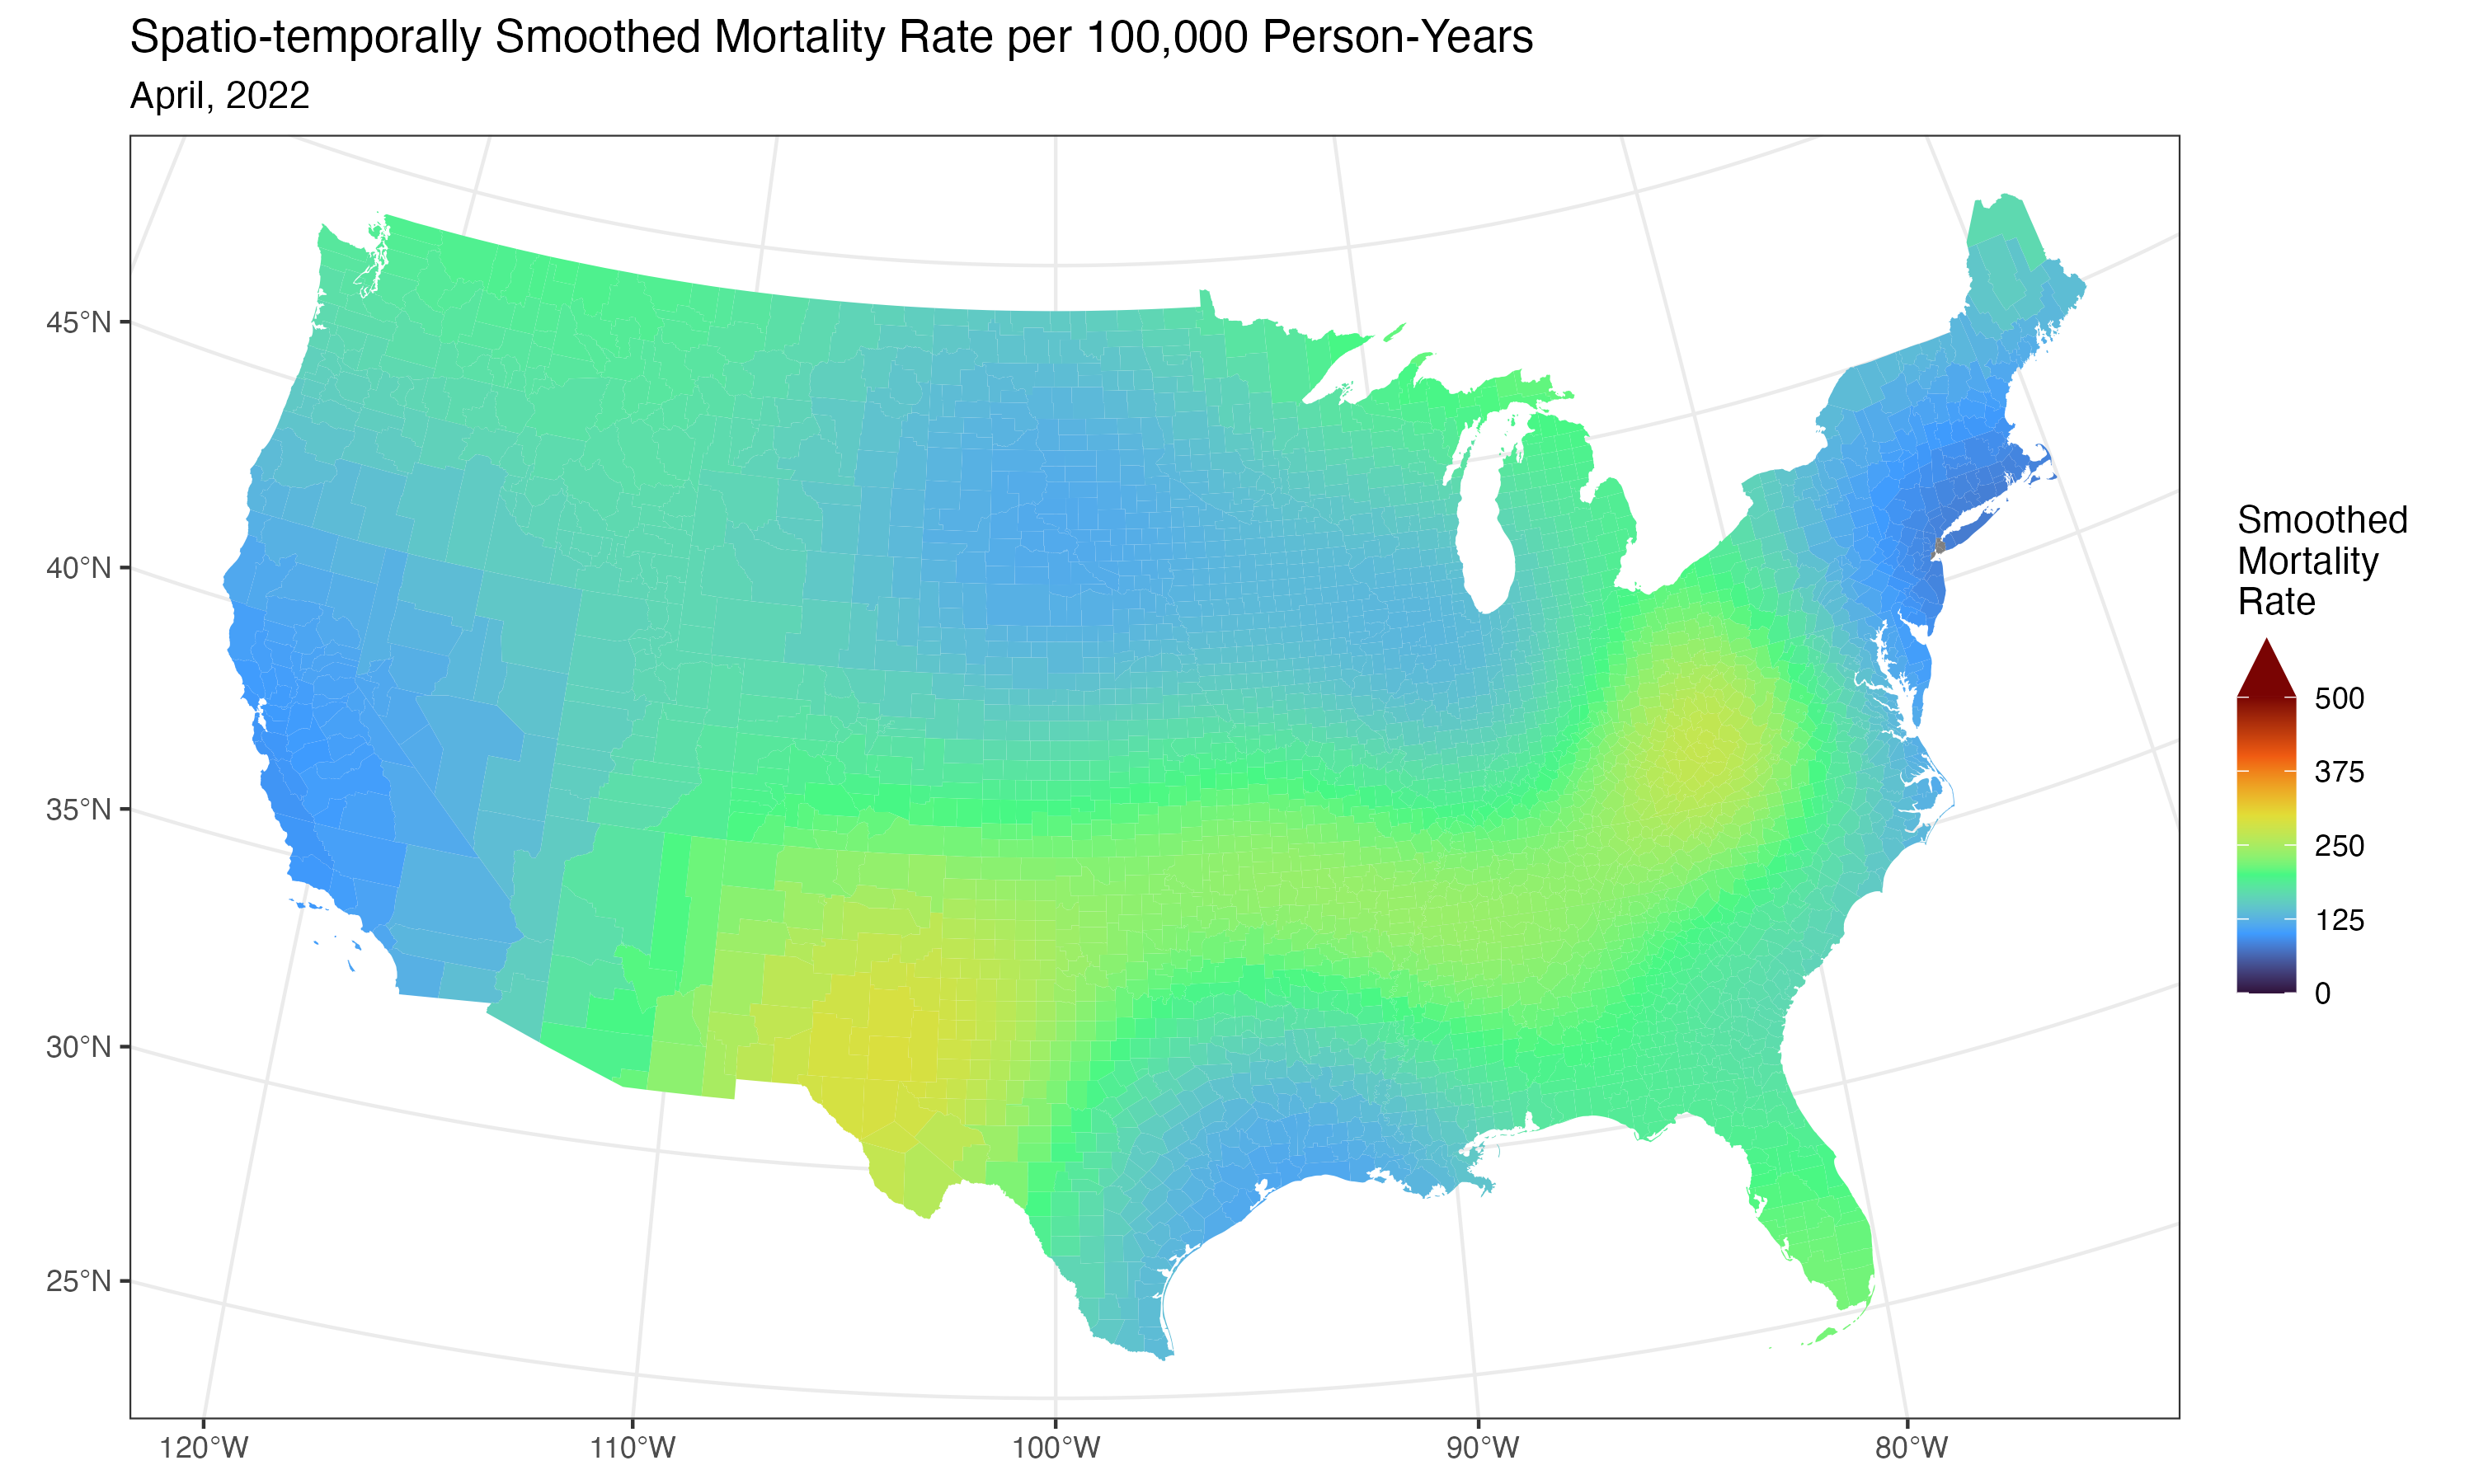 Spatio-temporally Smoothed Mortality Rate per 100,000 Person-Years
April, 2022
45°N
40°N
35°N
30°N
25°N
120°W
110°W
100°W
90°W
80°W
Smoothed
Mortality
Rate
500
375
250
125
0